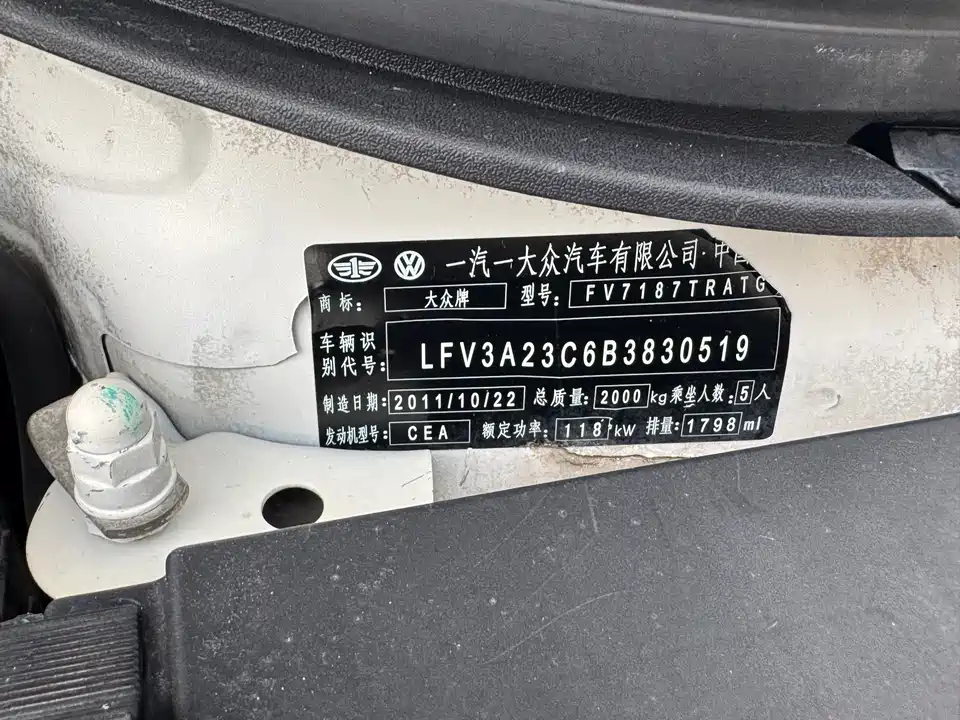 一汽一大众汽车有限公司·中
商标: 大众牌 型号: FV7187TRATG
车辆识别代号: LFV3A23C6B3830519
制造日期: 2011/10/22 总质量: 2000 kg 乘坐人数: 5 人
发动机型号: CEA 额定功率: 118 kW 排量: 1798 ml